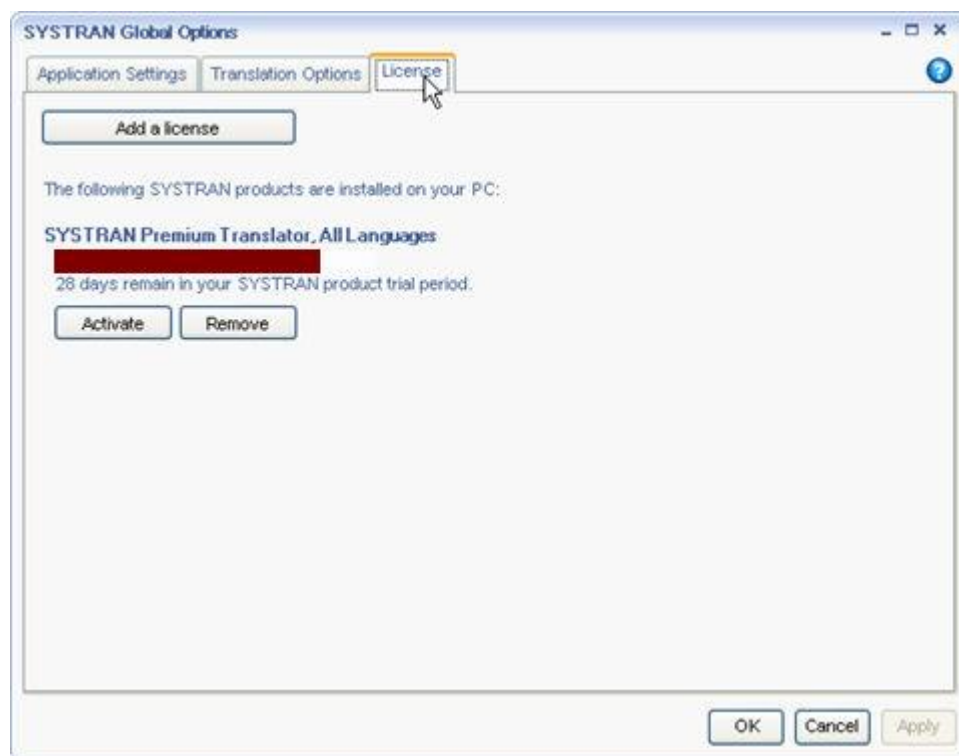 SYSTRAN Global Options
Application Settings Translation Options License
Add a license
The following SYSTRAN products are installed on your PC:
SYSTRAN Premium Translator, All Languages
28 days remain in your SYSTRAN product trial period.
Activate Remove
OK Cancel Apply